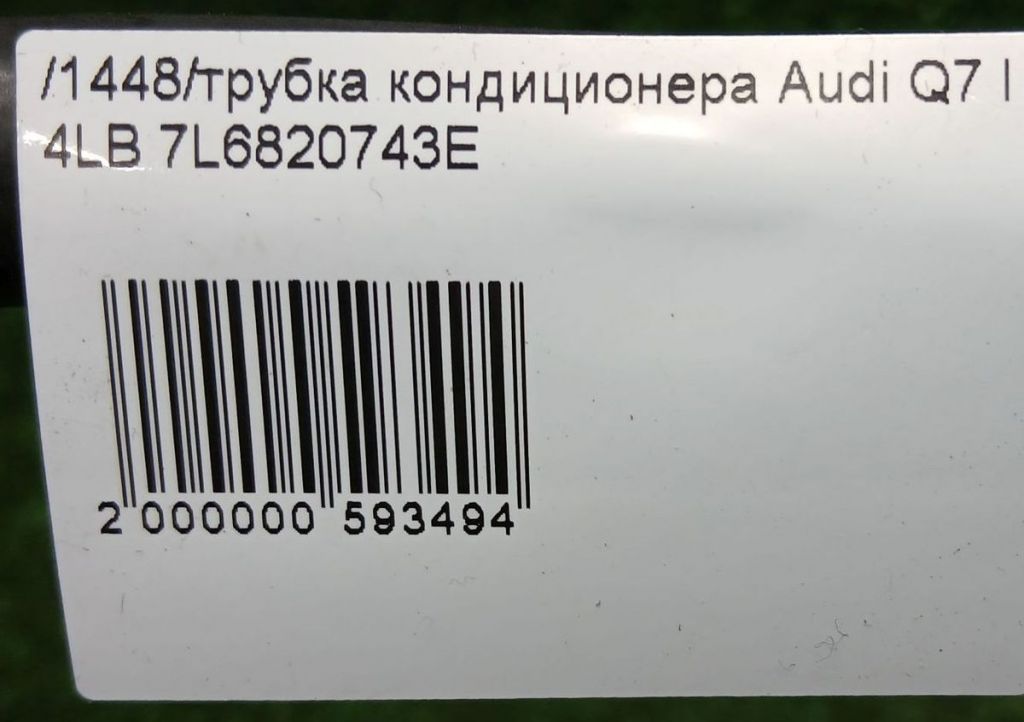 /1448/трубка кондиционера Audi Q7 I
4LB 7L6820743E
2 000000 593494